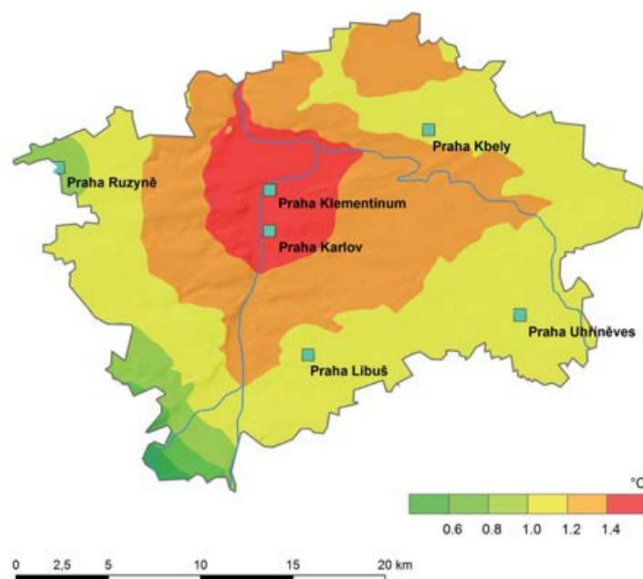 Praha Kbely
Praha Ruzyně
Praha Klementinum
Praha Karlov
Praha Uhříněves
Praha Libuš
°C
0.6 0.8 1.0 1.2 1.4
0 2,5 5 10 15 20 km